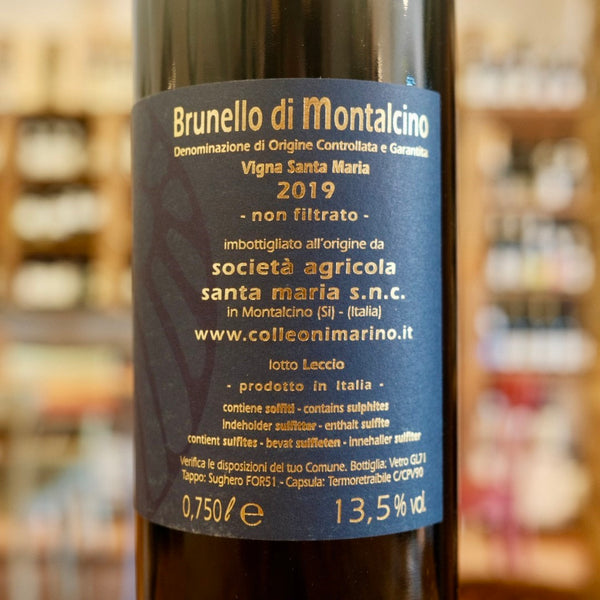 Brunello di Montalcino
Denominazione di Origine Controllata e Garantita
Vigna Santa Maria
2019
- non filtrato -
imbottigliato all'origine da
società agricola
santa maria s.n.c.
in Montalcino (Si) - (Italia)
www.colleonimarino.it
lotto Leccio
- prodotto in Italia -
contiene solfiti - contains sulphites
Indeholder sulfitter - enthalt sulfite
contient sulfites - bevat sulfieten - Innehaller sulfiter
Verifica le disposizioni del tuo Comune. Bottiglia: Vetro GL71
Tappo: Sughero FOR51 - Capsula: Termoretraibile C/CPV90
0,750ℓ e 13,5% vol.